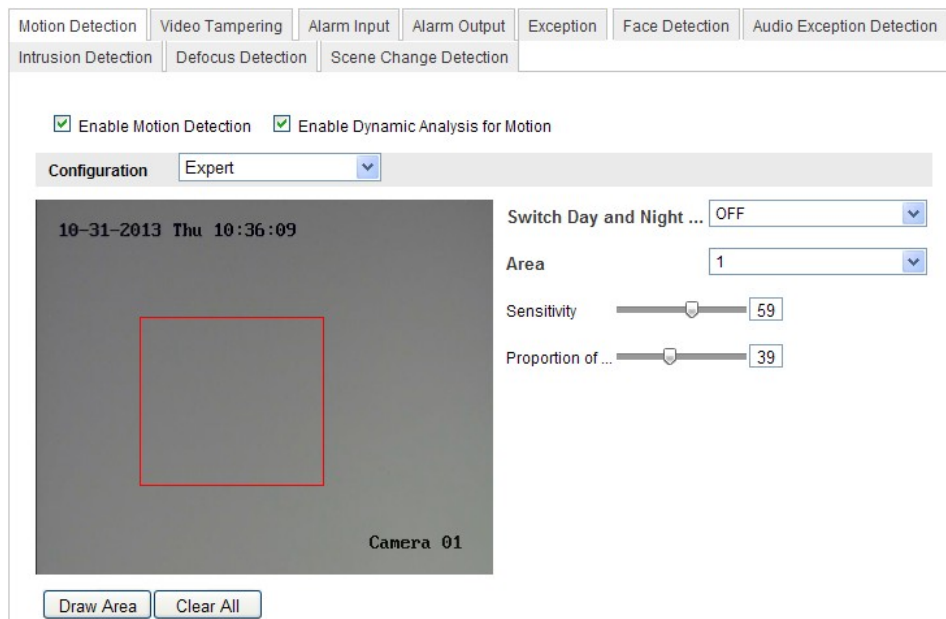 Motion Detection Video Tampering Alarm Input Alarm Output Exception Face Detection Audio Exception Detection
Intrusion Detection Defocus Detection Scene Change Detection
Enable Motion Detection Enable Dynamic Analysis for Motion
Configuration Expert
10-31-2013 Thu 10:36:09
Camera 01
Switch Day and Night ... OFF
Area 1
Sensitivity 59
Proportion of ... 39
Draw Area Clear All